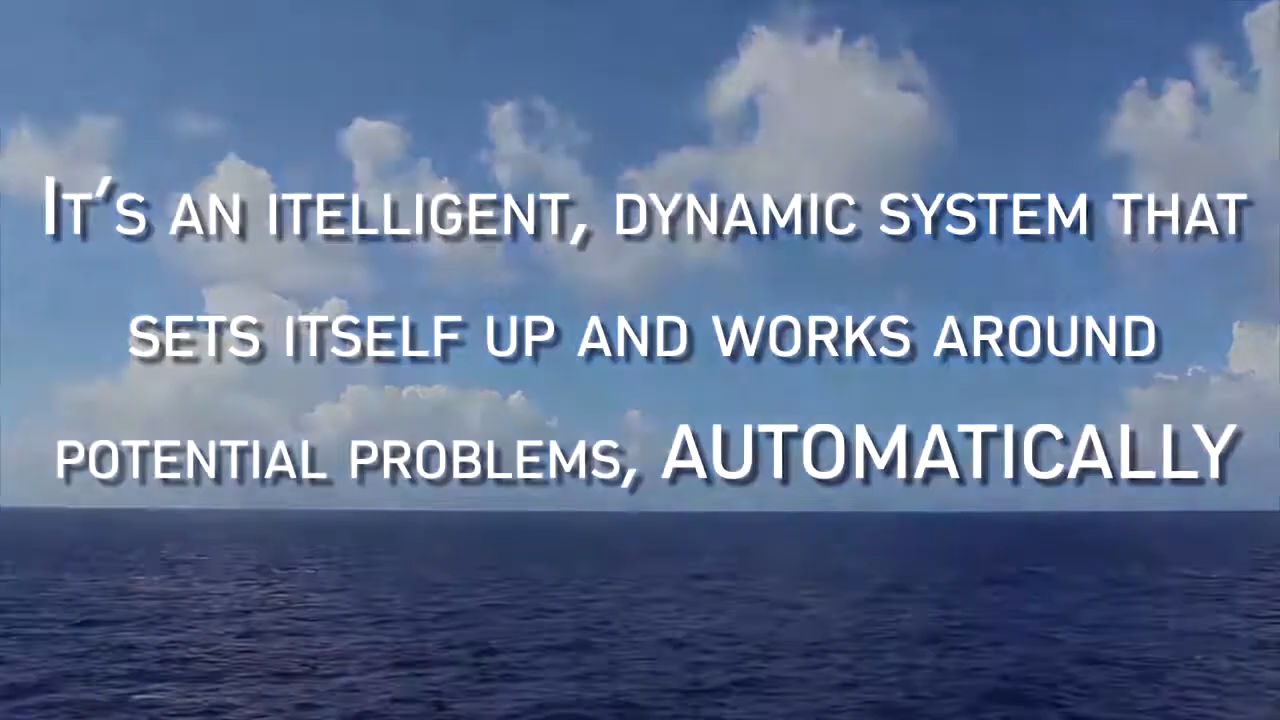 It's an itelligent, dynamic system that
sets itself up and works around
potential problems, AUTOMATICALLY